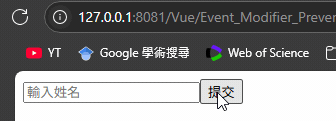 127.0.0.1:8081/Vue/Event_Modifier_Preve
YT Google 學術搜尋 Web of Science
輸入姓名 提交